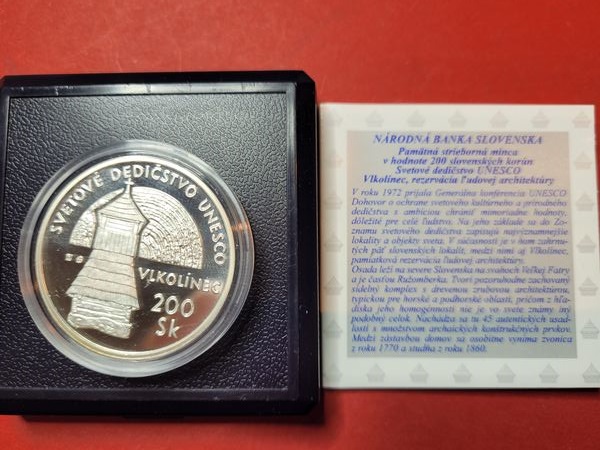 SVETOVÉ DEDIČSTVO UNESCO
VLKOLÍNEC
200
Sk
NÁRODNÁ BANKA SLOVENSKA
Pamätná strieborná minca
v hodnote 200 slovenských korún
Svetové dedičstvo UNESCO
Vlkolínec, rezervácia ľudovej architektúry
V roku 1972 prijala Generálna konferencia UNESCO
Dohovor o ochrane svetového kultúrneho a prírodného
dedičstva s ambíciou chrániť mimoriadne hodnoty,
dôležité pre celé ľudstvo. Na jeho základe sa do Zo-
znamu svetového dedičstva zapisujú najvýznamnejšie
lokality a objekty sveta. V súčasnosti je v ňom zahrnu-
tých päť slovenských lokalít, medzi nimi aj Vlkolínec,
pamiatková rezervácia ľudovej architektúry.
Osada leží na severe Slovenska na svahoch Veľkej Fatry
a je časťou Ružomberka. Tvorí pozoruhodne zachovaný
sídelný komplex s drevenou zrubovou architektúrou,
typickou pre horské a podhorské oblasti, pričom z hľa-
diska jeho homogénnosti nie je vo svete známy iný
podobný celok. Nachádza sa tu 45 autentických usad-
lostí s množstvom archaických konštrukčných prvkov.
Medzi zástavbou sa osobitne vyníma zvonica
z roku 1770 a studňa z roku 1860.